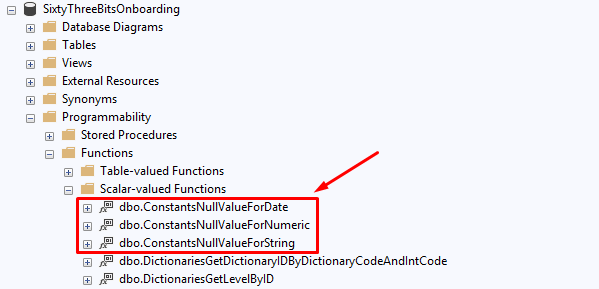 SixtyThreeBitsOnboarding
Database Diagrams
Tables
Views
External Resources
Synonyms
Programmability
Stored Procedures
Functions
Table-valued Functions
Scalar-valued Functions
dbo.ConstantsNullValueForDate
dbo.ConstantsNullValueForNumeric
dbo.ConstantsNullValueForString
dbo.DictionariesGetDictionaryIDByDictionaryCodeAndIntCode
dbo.DictionariesGetLevelByID